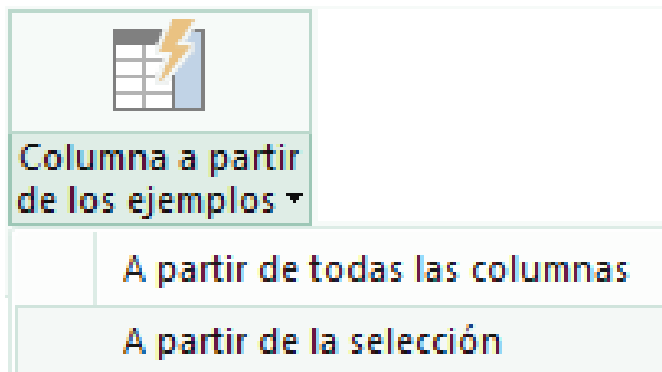 Columna a partir
de los ejemplos
A partir de todas las columnas
A partir de la selección